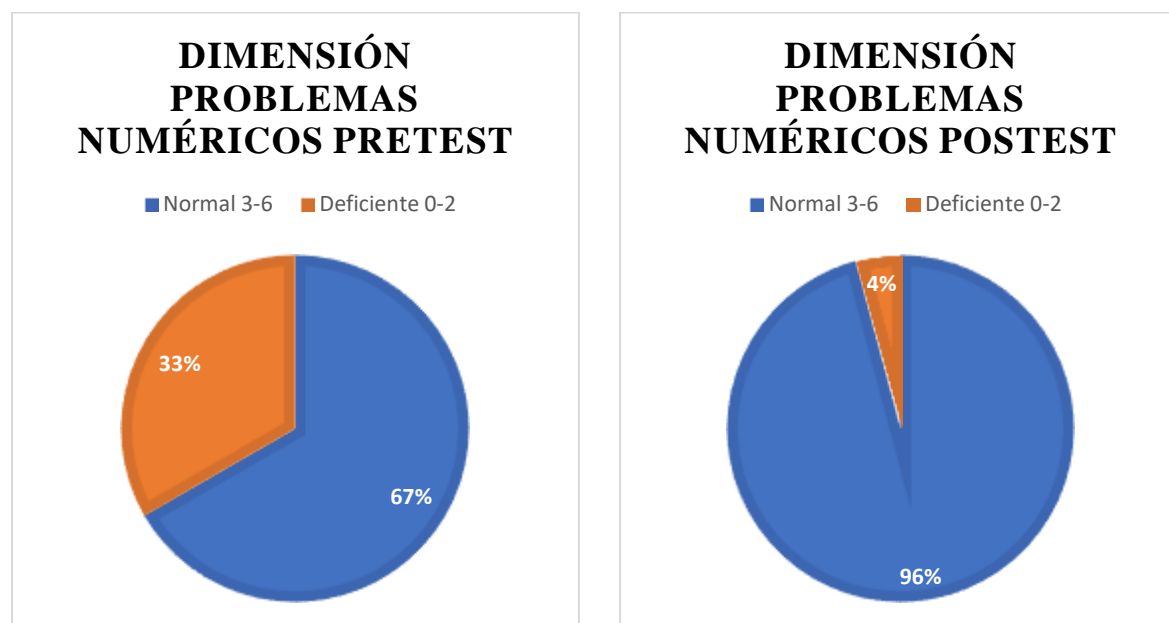 DIMENSIÓN
PROBLEMAS
NUMÉRICOS PRETEST
Normal 3-6 Deficiente 0-2
33%
67%
DIMENSIÓN
PROBLEMAS
NUMÉRICOS POSTEST
Normal 3-6 Deficiente 0-2
4%
96%